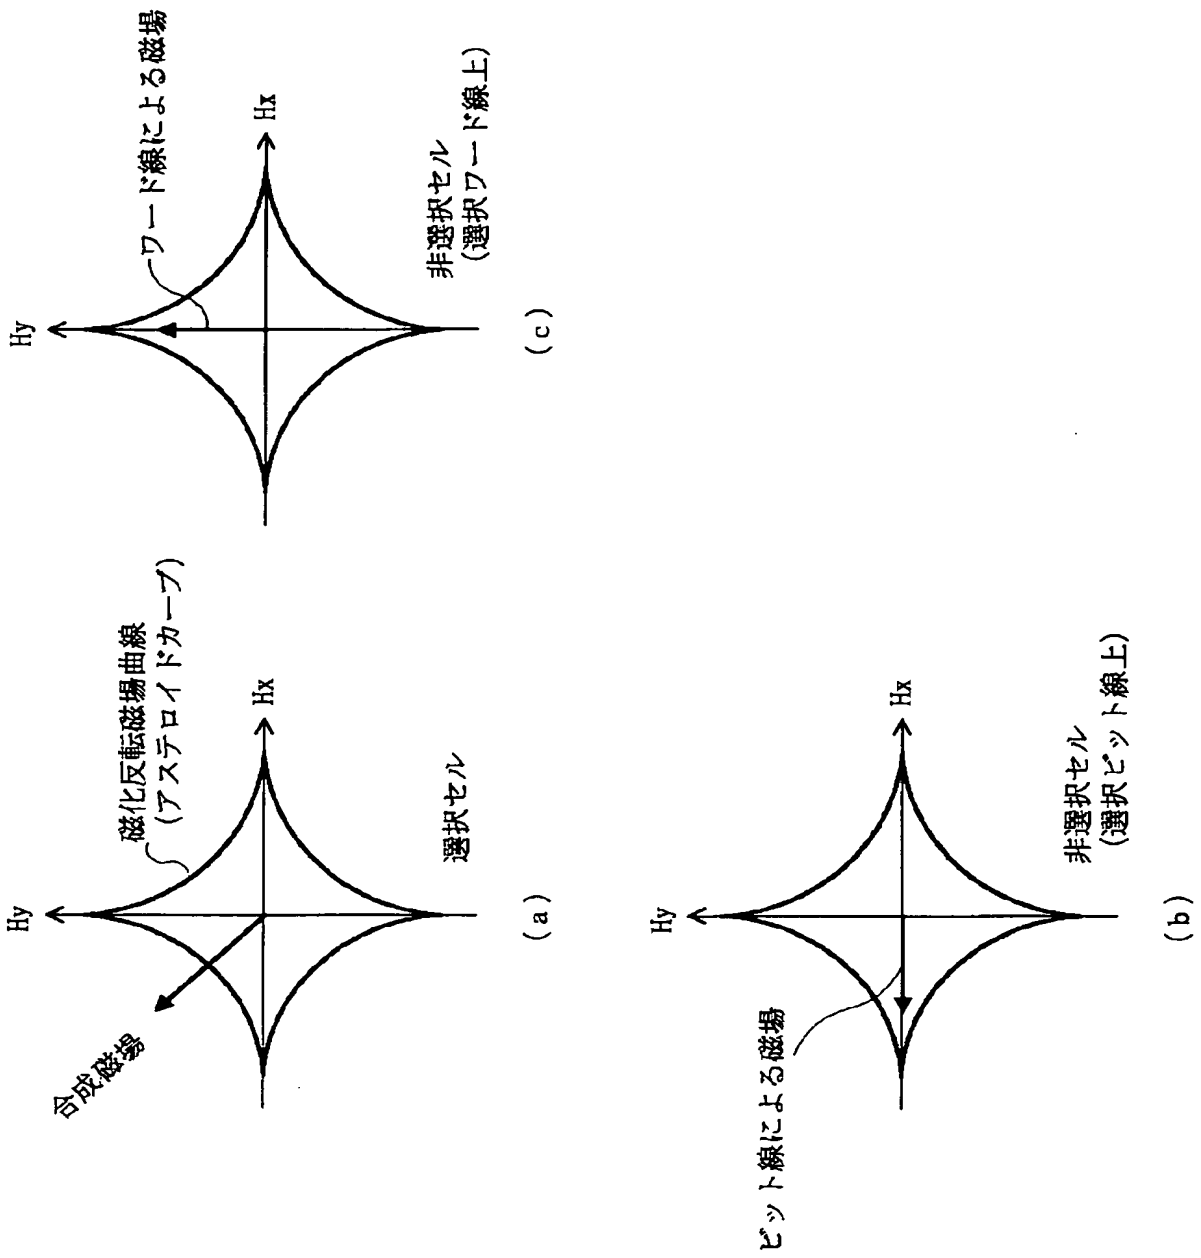 Hy
磁化反転磁場曲線
(アステロイドカーブ)
合成磁場
Hx
選択セル
(a)
Hy
ビット線による磁場
Hx
非選択セル
(選択ビット線上)
(b)
Hy
ワード線による磁場
Hx
非選択セル
(選択ワード線上)
(c)